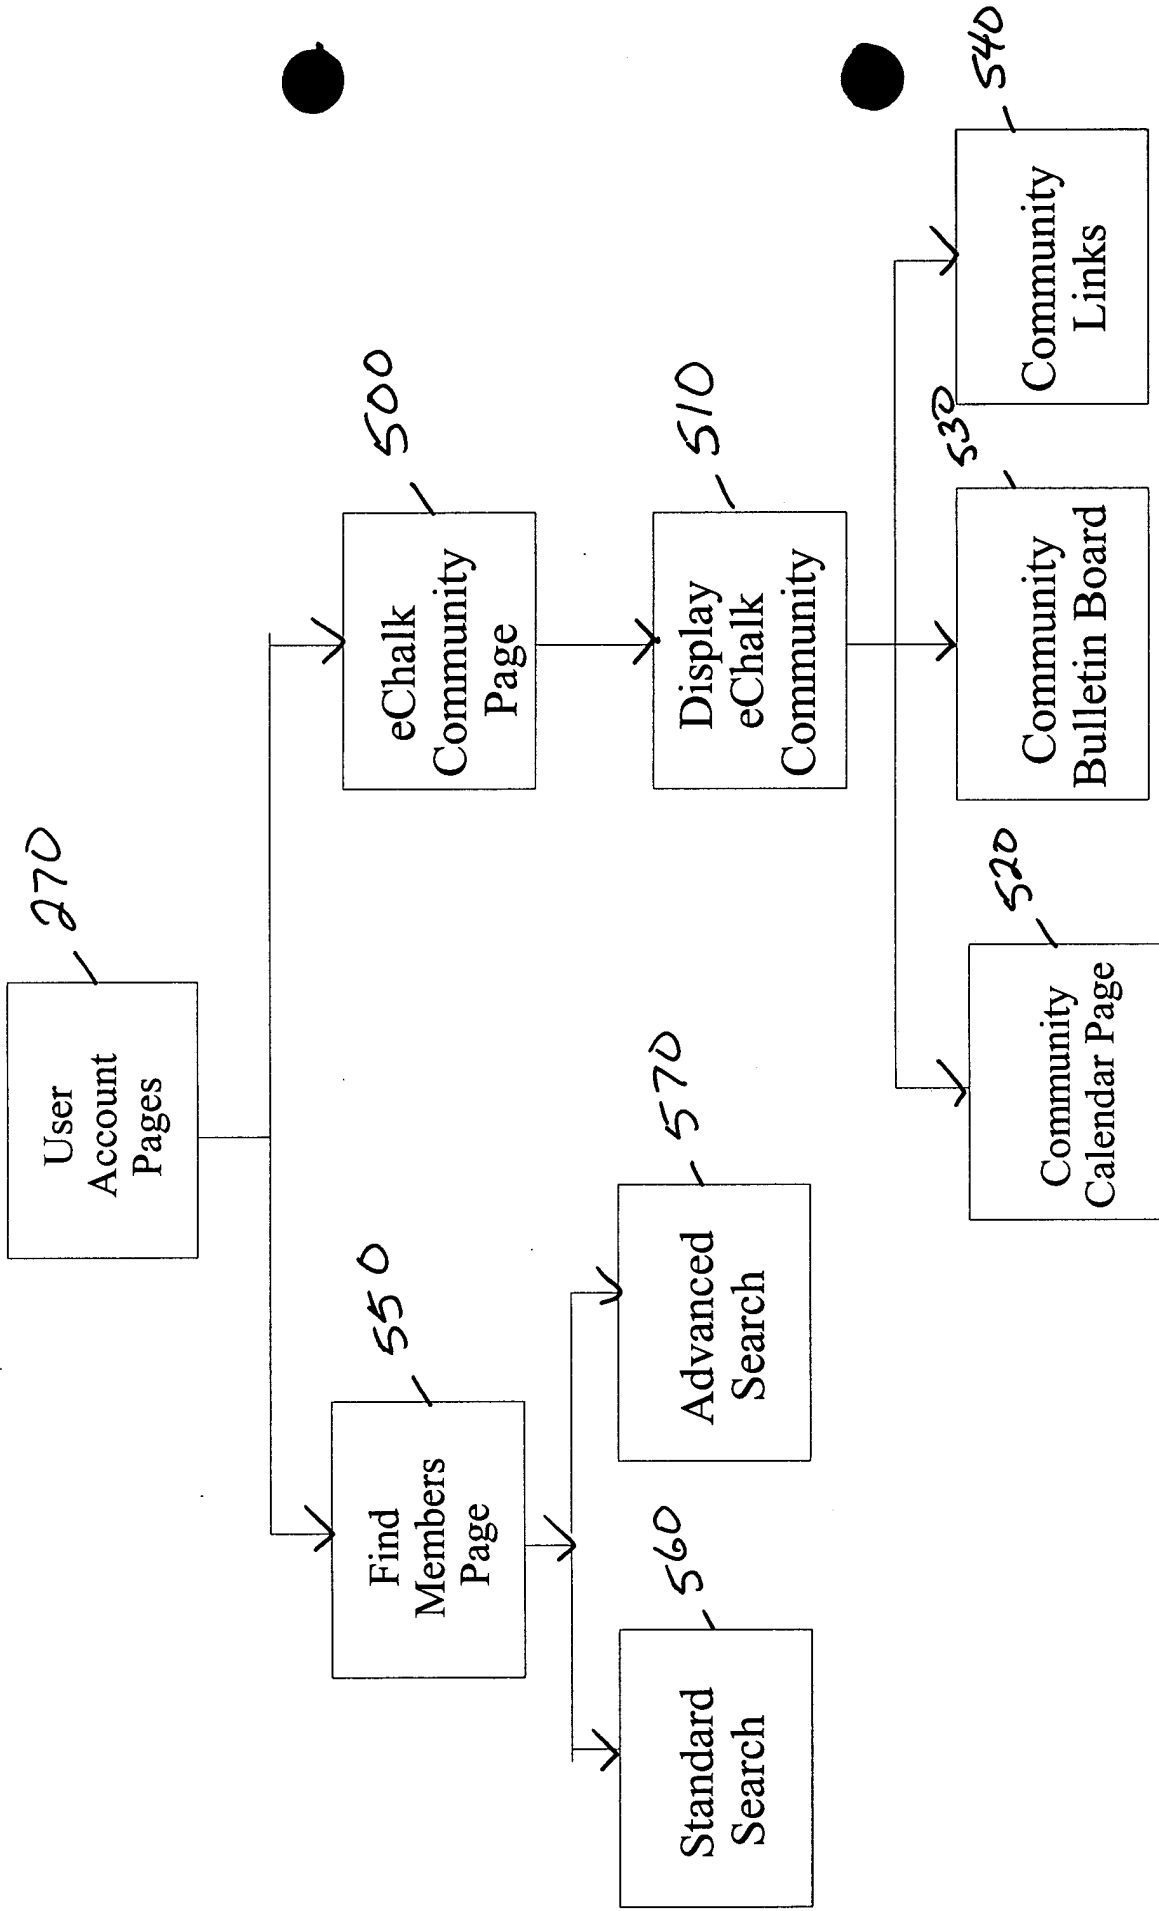 User
Account
Pages
270
Find
Members
Page
550
eChalk
Community
Page
500
Standard
Search
560
Advanced
Search
570
Display
eChalk
Community
510
Community
Calendar Page
520
Community
Bulletin Board
530
Community
Links
540